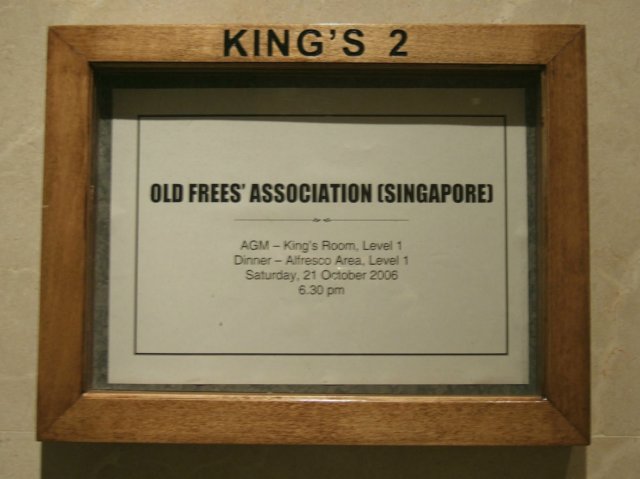 KING'S 2
OLD FREES' ASSOCIATION (SINGAPORE)
AGM – King's Room, Level 1
Dinner – Alfresco Area, Level 1
Saturday, 21 October 2006
6.30 pm